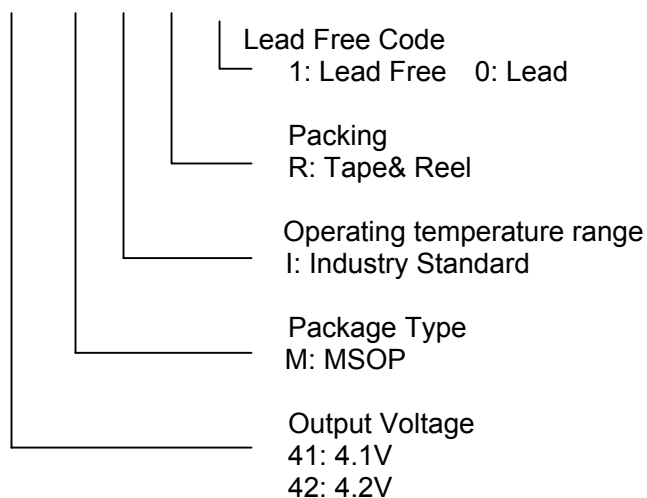 Lead Free Code
1: Lead Free 0: Lead
Packing
R: Tape& Reel
Operating temperature range
I: Industry Standard
Package Type
M: MSOP
Output Voltage
41: 4.1V
42: 4.2V